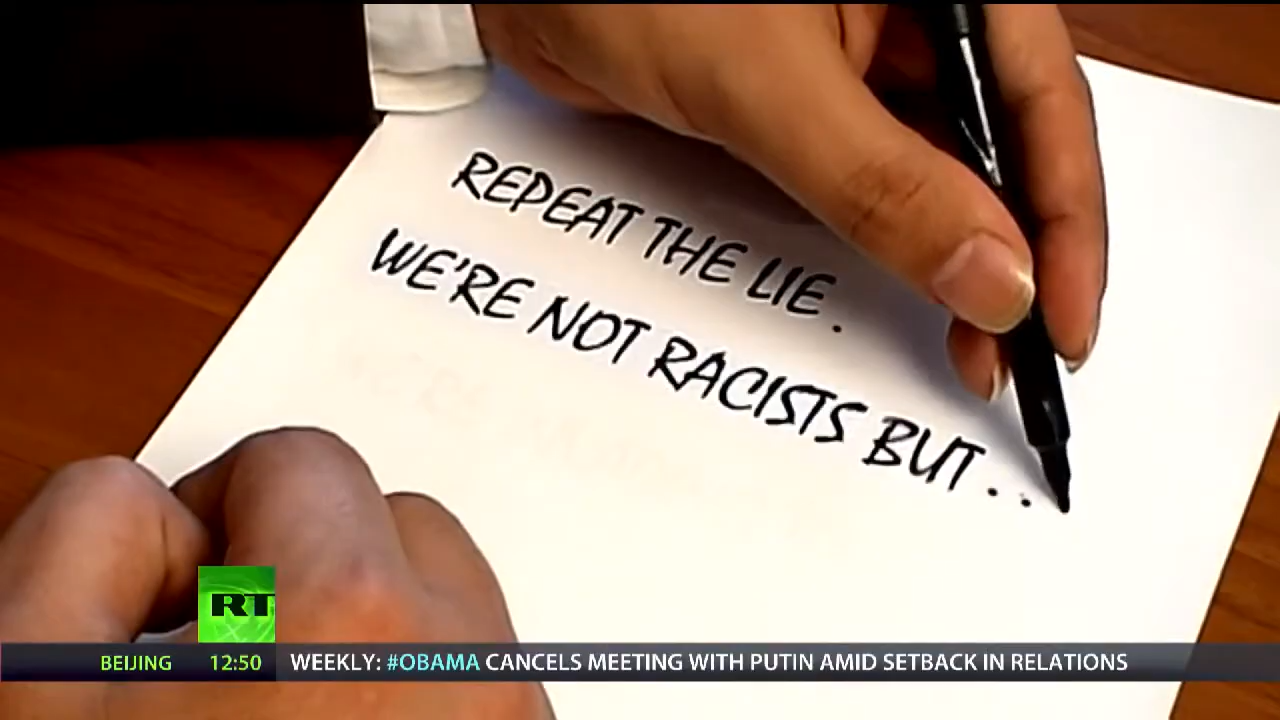 REPEAT THE LIE.
WE'RE NOT RACISTS BUT...
RT
BEIJING 12:50 WEEKLY: #OBAMA CANCELS MEETING WITH PUTIN AMID SETBACK IN RELATIONS